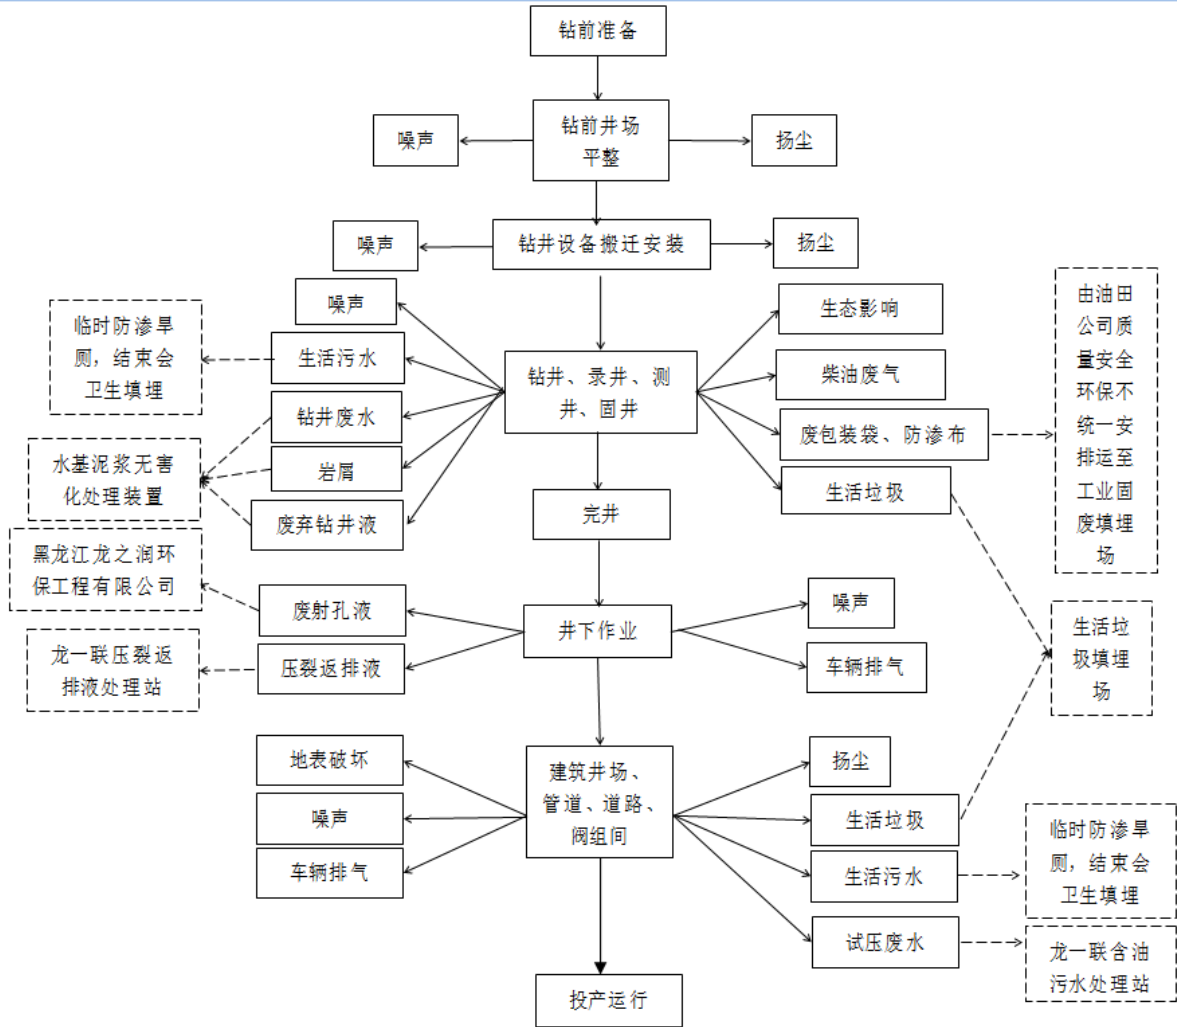 钻前准备
噪声
钻前井场
平整
扬尘
噪声
钻井设备搬迁安装
扬尘
噪声
临时防渗旱
厕，结束会
卫生填埋
生活污水
钻井废水
水基泥浆无害
化处理装置
岩屑
废弃钻井液
钻井、录井、测
井、固井
生态影响
柴油废气
废包装袋、防渗布
生活垃圾
由油田
公司质
量安全
环保不
统一安
排运至
工业固
废填埋
场
完井
黑龙江龙之润环
保工程有限公司
废射孔液
龙一联压裂返
排液处理站
压裂返排液
井下作业
噪声
车辆排气
生活垃
圾填埋
场
地表破坏
噪声
车辆排气
建筑井场、
管道、道路、
阀组间
扬尘
生活垃圾
生活污水
试压废水
临时防渗旱
厕，结束会
卫生填埋
龙一联含油
污水处理站
投产运行